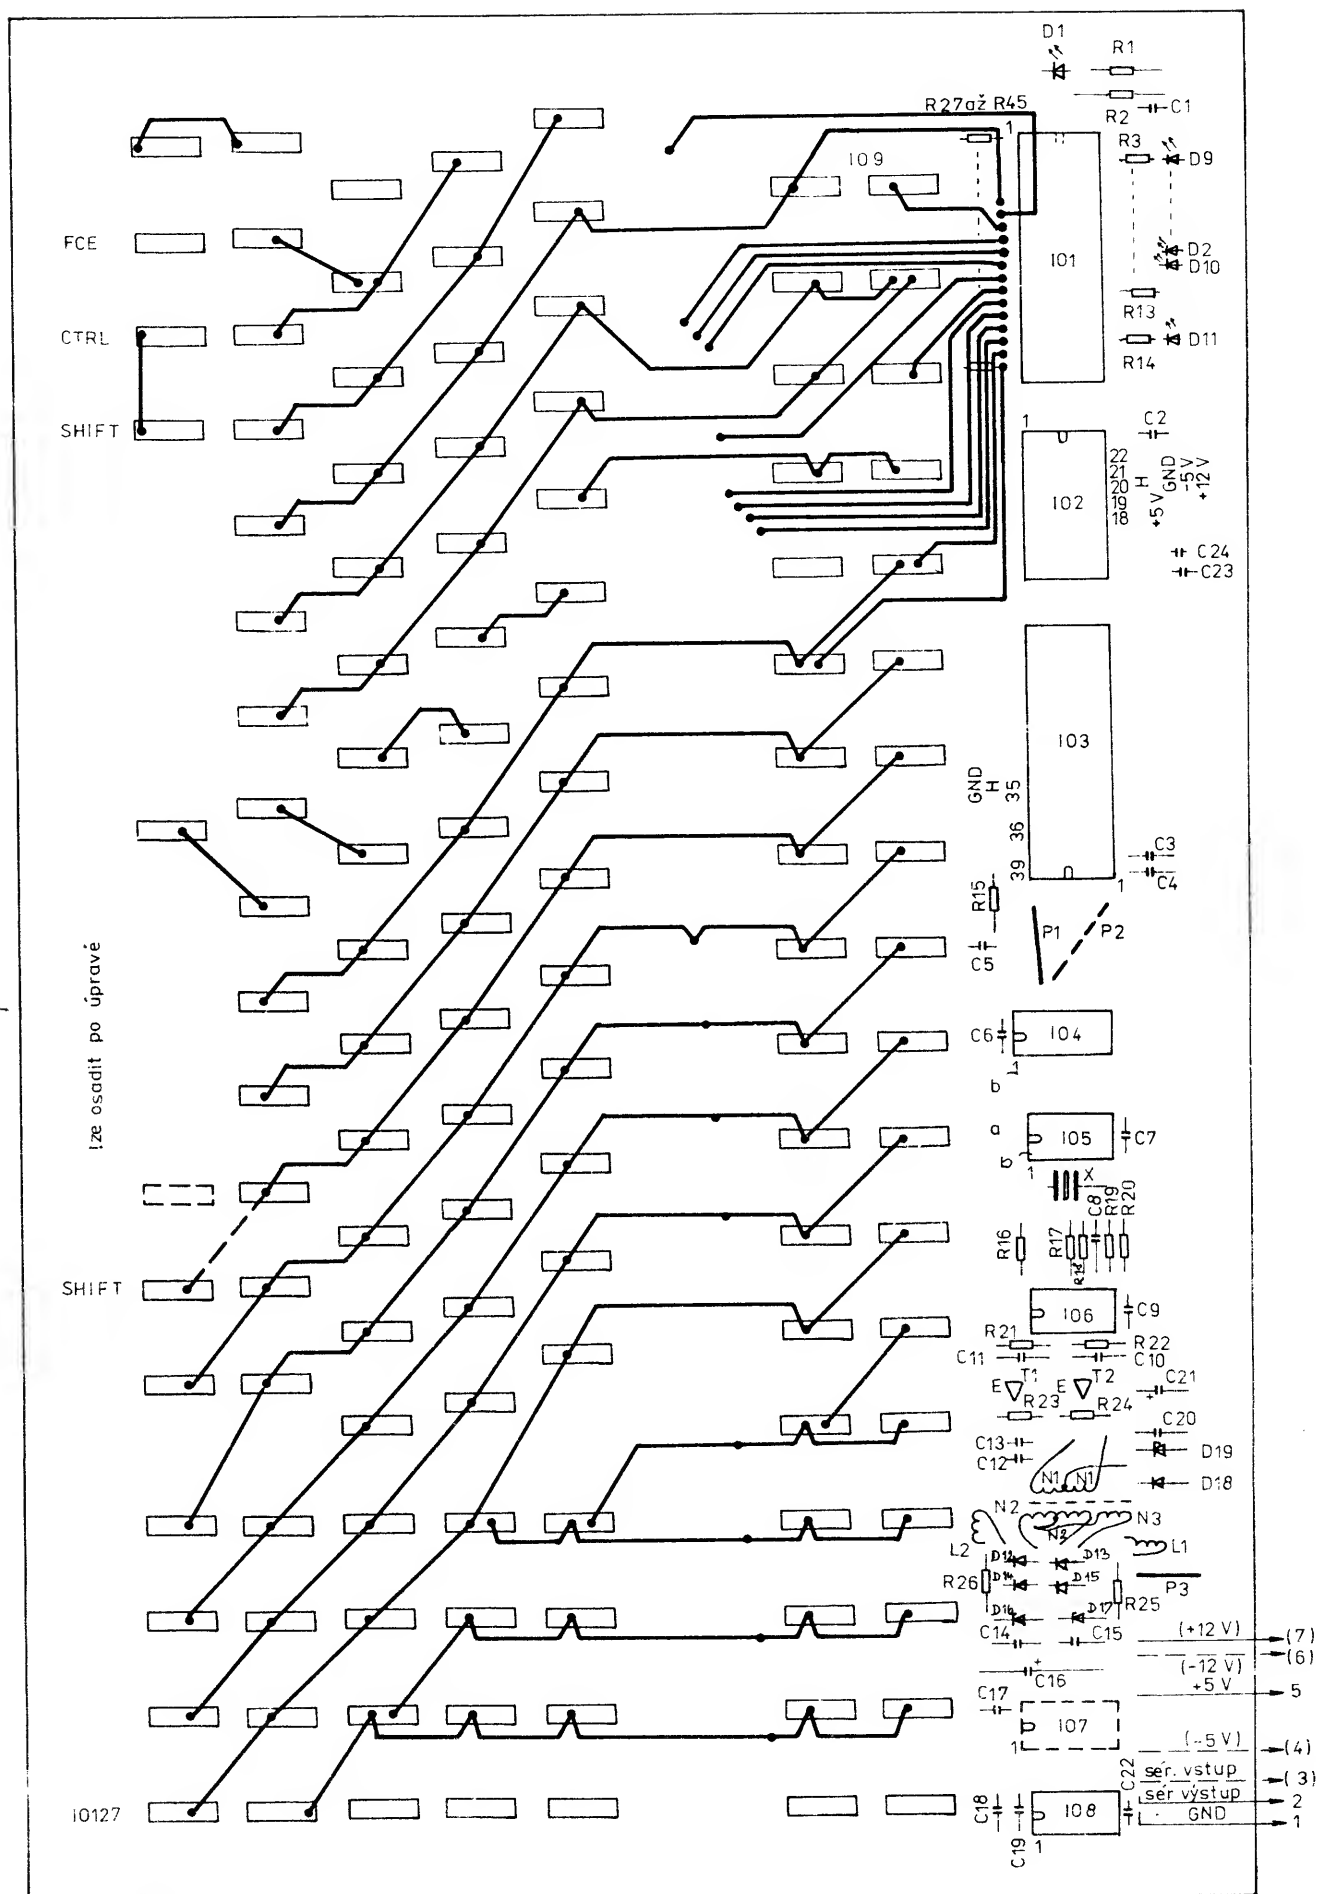 D1
R1
R27až R45
R2
C1
1
R3
D9
IO9
FCE
IO1
D2
D10
CTRL
R13
D11
R14
SHIFT
1
C2
22
21
20
19
18
H
+5V
GND
-5V
+12V
IO2
C24
C23
IO3
GND
H
35
36
39
C3
C4
1
R15
P1
P2
C5
lze osadit po úpravě
C6
IO4
1
b
a
IO5
C7
b
1
X
R16
R17
R18
C8
R19
R20
SHIFT
IO6
C9
R21
R22
C11
C10
E
T1
E
T2
C21
+
R23
R24
C20
C13
C12
D19
N1
N1
D18
N2
N3
N2
L2
L1
D12
D13
R26
D14
D15
P3
R25
D16
D17
C14
C15
(+12 V)
(7)
(6)
+
C16
(-12 V)
+5 V
5
C17
IO7
1
(-5V)
(4)
C22
sér. vstup
(3)
sér výstup
2
IO127
C18
C19
IO8
1
GND
1